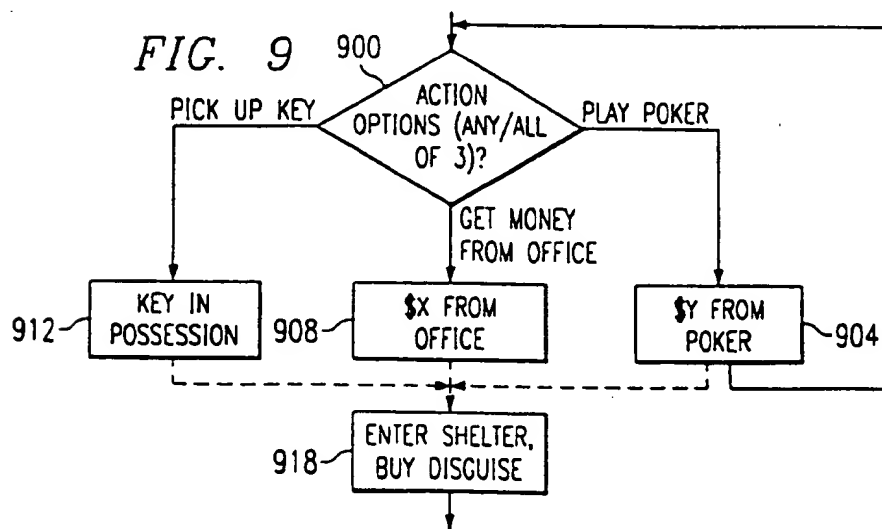 FIG. 9
900
ACTION
OPTIONS (ANY/ALL
OF 3)?
PICK UP KEY
PLAY POKER
GET MONEY
FROM OFFICE
912
KEY IN
POSSESSION
908
$X FROM
OFFICE
$Y FROM
POKER
904
918
ENTER SHELTER,
BUY DISGUISE